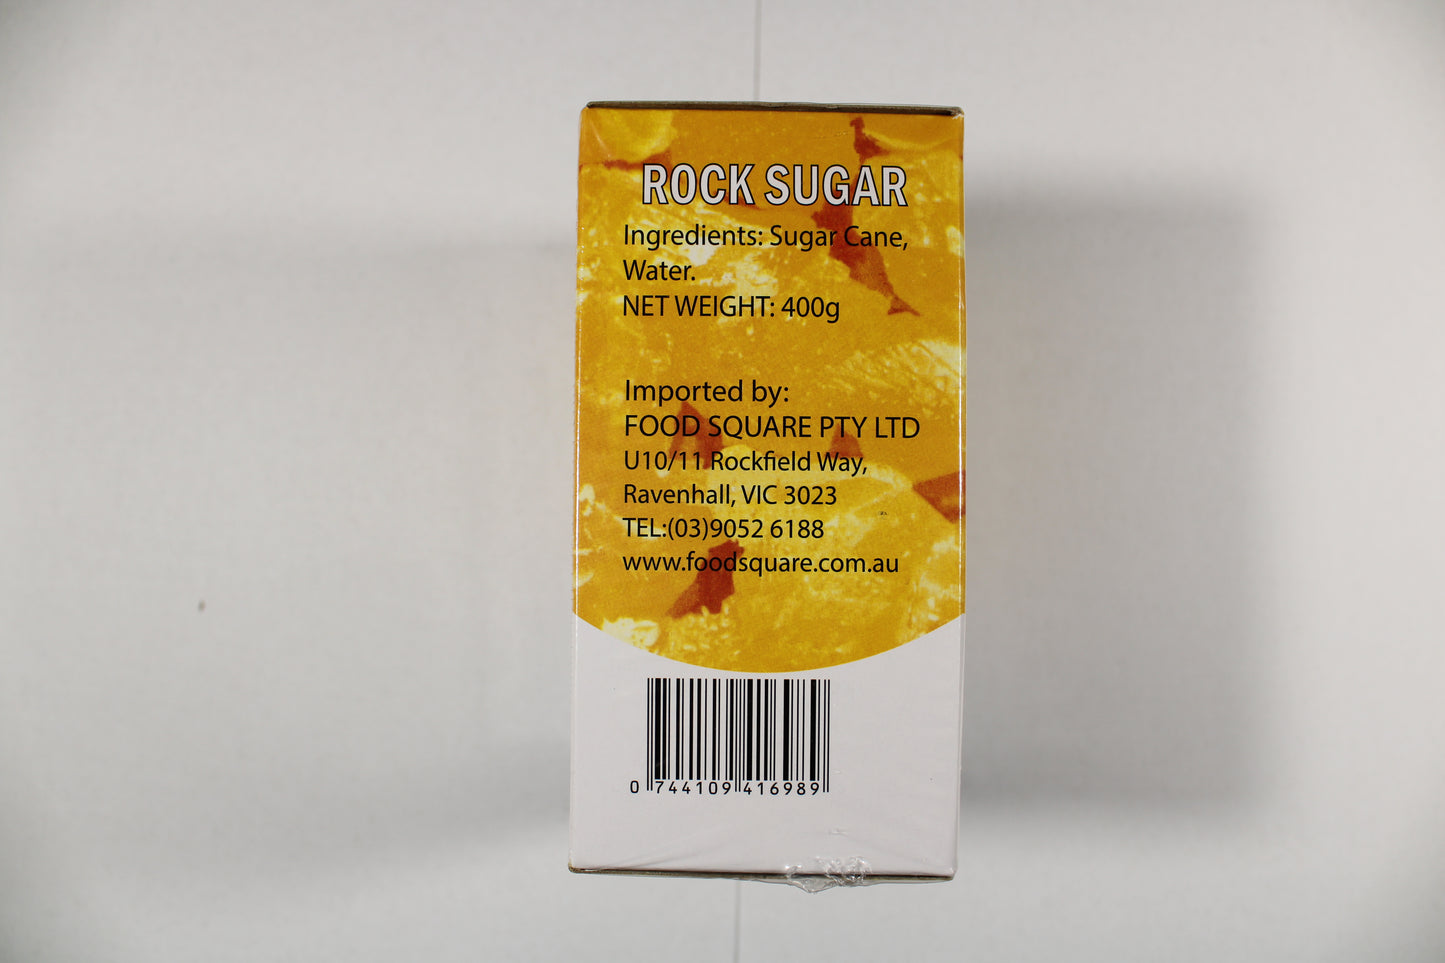 ROCK SUGAR
Ingredients: Sugar Cane,
Water.
NET WEIGHT: 400g
Imported by:
FOOD SQUARE PTY LTD
U10/11 Rockfield Way,
Ravenhall, VIC 3023
TEL:(03)9052 6188
www.foodsquare.com.au
0 744109 416989